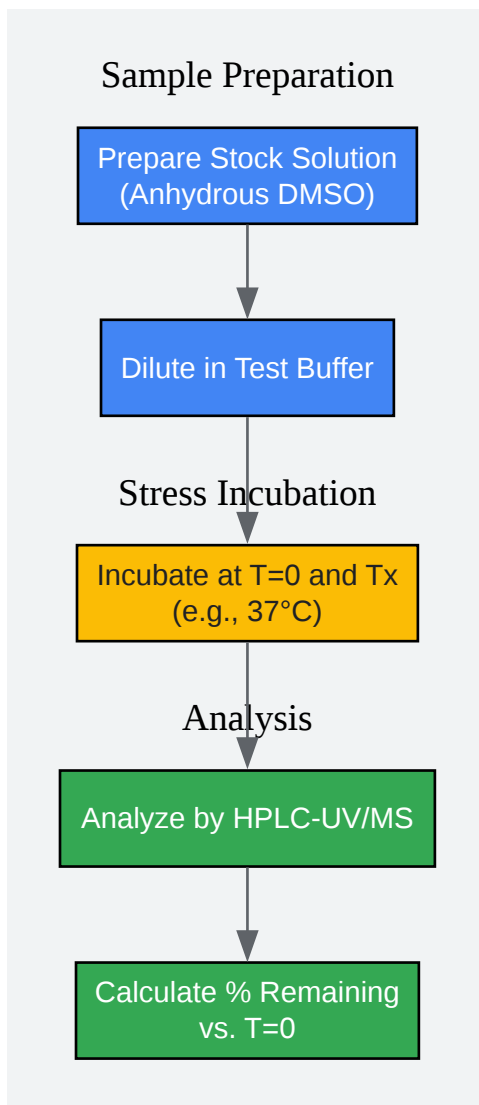 Sample Preparation
Prepare Stock Solution
(Anhydrous DMSO)
Dilute in Test Buffer
Stress Incubation
Incubate at T=0 and Tx
(e.g., 37°C)
Analysis
Analyze by HPLC-UV/MS
Calculate % Remaining
vs. T=0